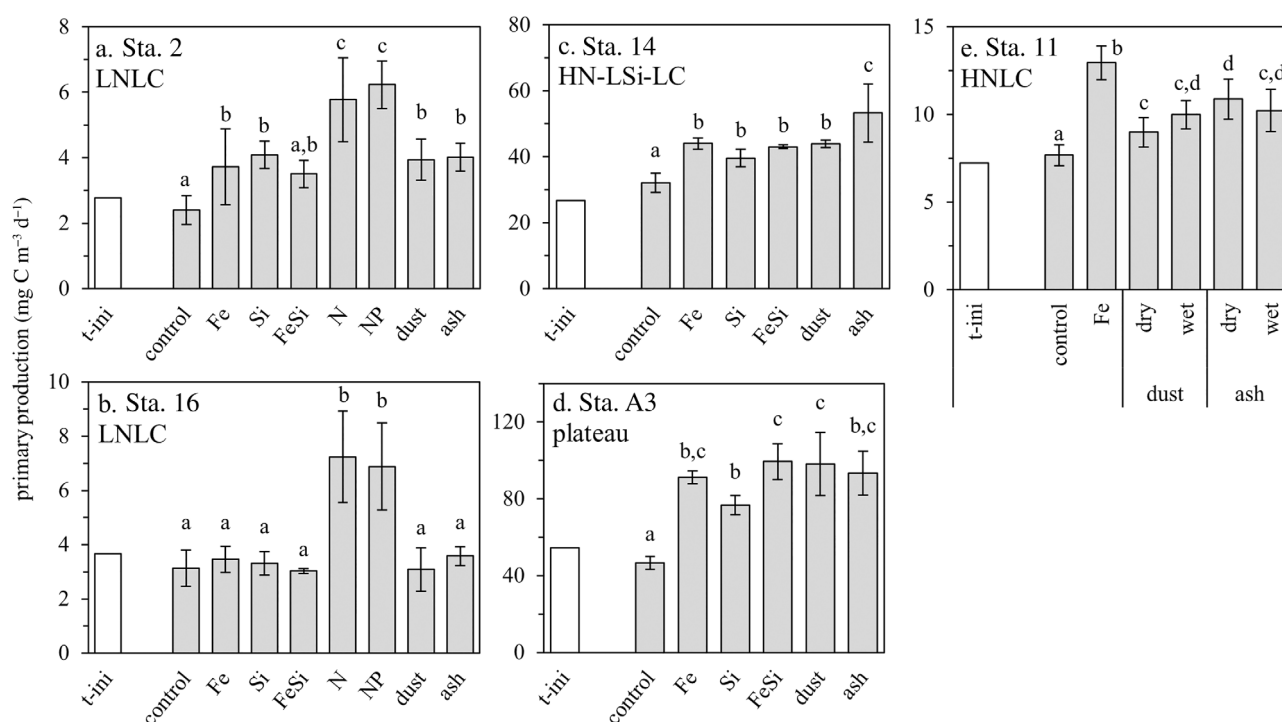 primary production (mg C m⁻³ d⁻¹)
a. Sta. 2
LNLC
8
6
4
2
0
a
b
b
a,b
c
c
b
b
t-ini
control
Fe
Si
FeSi
N
NP
dust
ash
c. Sta. 14
HN-LSi-LC
80
60
40
20
0
a
b
b
b
b
c
t-ini
control
Fe
Si
FeSi
dust
ash
e. Sta. 11
HNLC
15
10
5
0
a
b
c
c,d
d
c,d
t-ini
control
Fe
dry
wet
dry
wet
dust
ash
b. Sta. 16
LNLC
10
8
6
4
2
0
a
a
a
a
b
b
a
a
t-ini
control
Fe
Si
FeSi
N
NP
dust
ash
d. Sta. A3
plateau
120
80
40
0
a
b,c
b
c
c
b,c
t-ini
control
Fe
Si
FeSi
dust
ash